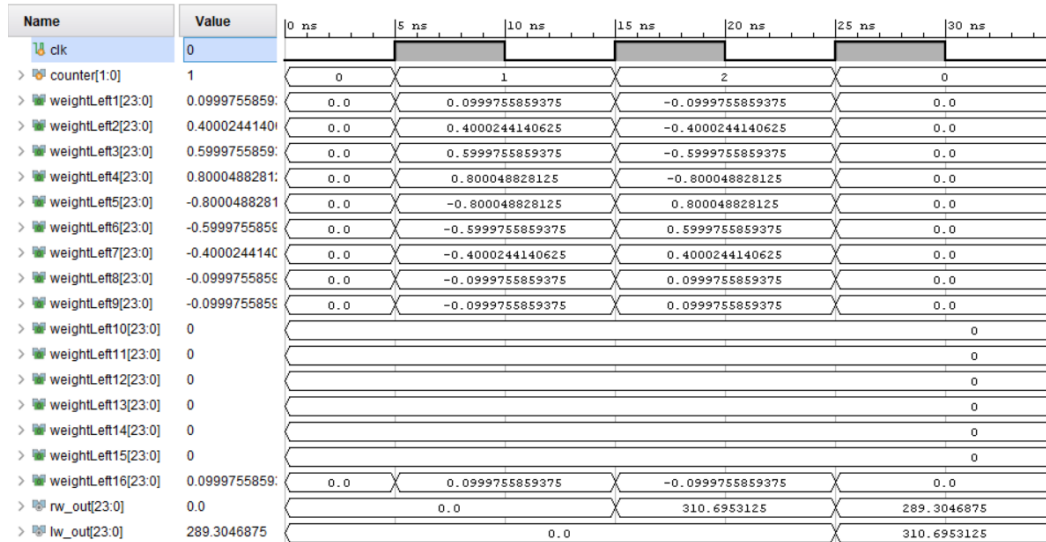 Name Value 0 ns 5 ns 10 ns 15 ns 20 ns 25 ns 30 ns
clk 0
counter[1:0] 1 0 1 2 0
weightLeft1[23:0] 0.0999755859: 0.0 0.0999755859375 -0.0999755859375 0.0
weightLeft2[23:0] 0.4000244140( 0.0 0.4000244140625 -0.4000244140625 0.0
weightLeft3[23:0] 0.5999755859: 0.0 0.5999755859375 -0.5999755859375 0.0
weightLeft4[23:0] 0.8000488281: 0.0 0.800048828125 -0.800048828125 0.0
weightLeft5[23:0] -0.8000488281 0.0 -0.800048828125 0.800048828125 0.0
weightLeft6[23:0] -0.5999755859 0.0 -0.5999755859375 0.5999755859375 0.0
weightLeft7[23:0] -0.400024414( 0.0 -0.4000244140625 0.4000244140625 0.0
weightLeft8[23:0] -0.0999755859 0.0 -0.0999755859375 0.0999755859375 0.0
weightLeft9[23:0] -0.0999755859 0.0 -0.0999755859375 0.0999755859375 0.0
weightLeft10[23:0] 0 0
weightLeft11[23:0] 0 0
weightLeft12[23:0] 0 0
weightLeft13[23:0] 0 0
weightLeft14[23:0] 0 0
weightLeft15[23:0] 0 0
weightLeft16[23:0] 0.0999755859: 0.0 0.0999755859375 -0.0999755859375 0.0
rw_out[23:0] 0.0 0.0 310.6953125 289.3046875
lw_out[23:0] 289.3046875 0.0 310.6953125